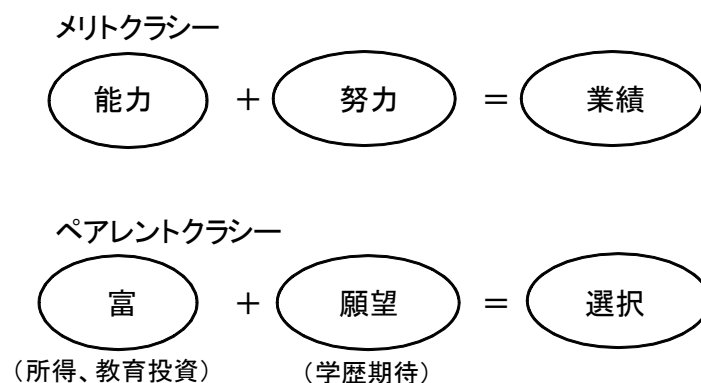 メリトクラシー
能力 + 努力 = 業績
ペアレントクラシー
富 + 願望 = 選択
(所得、教育投資) (学歴期待)